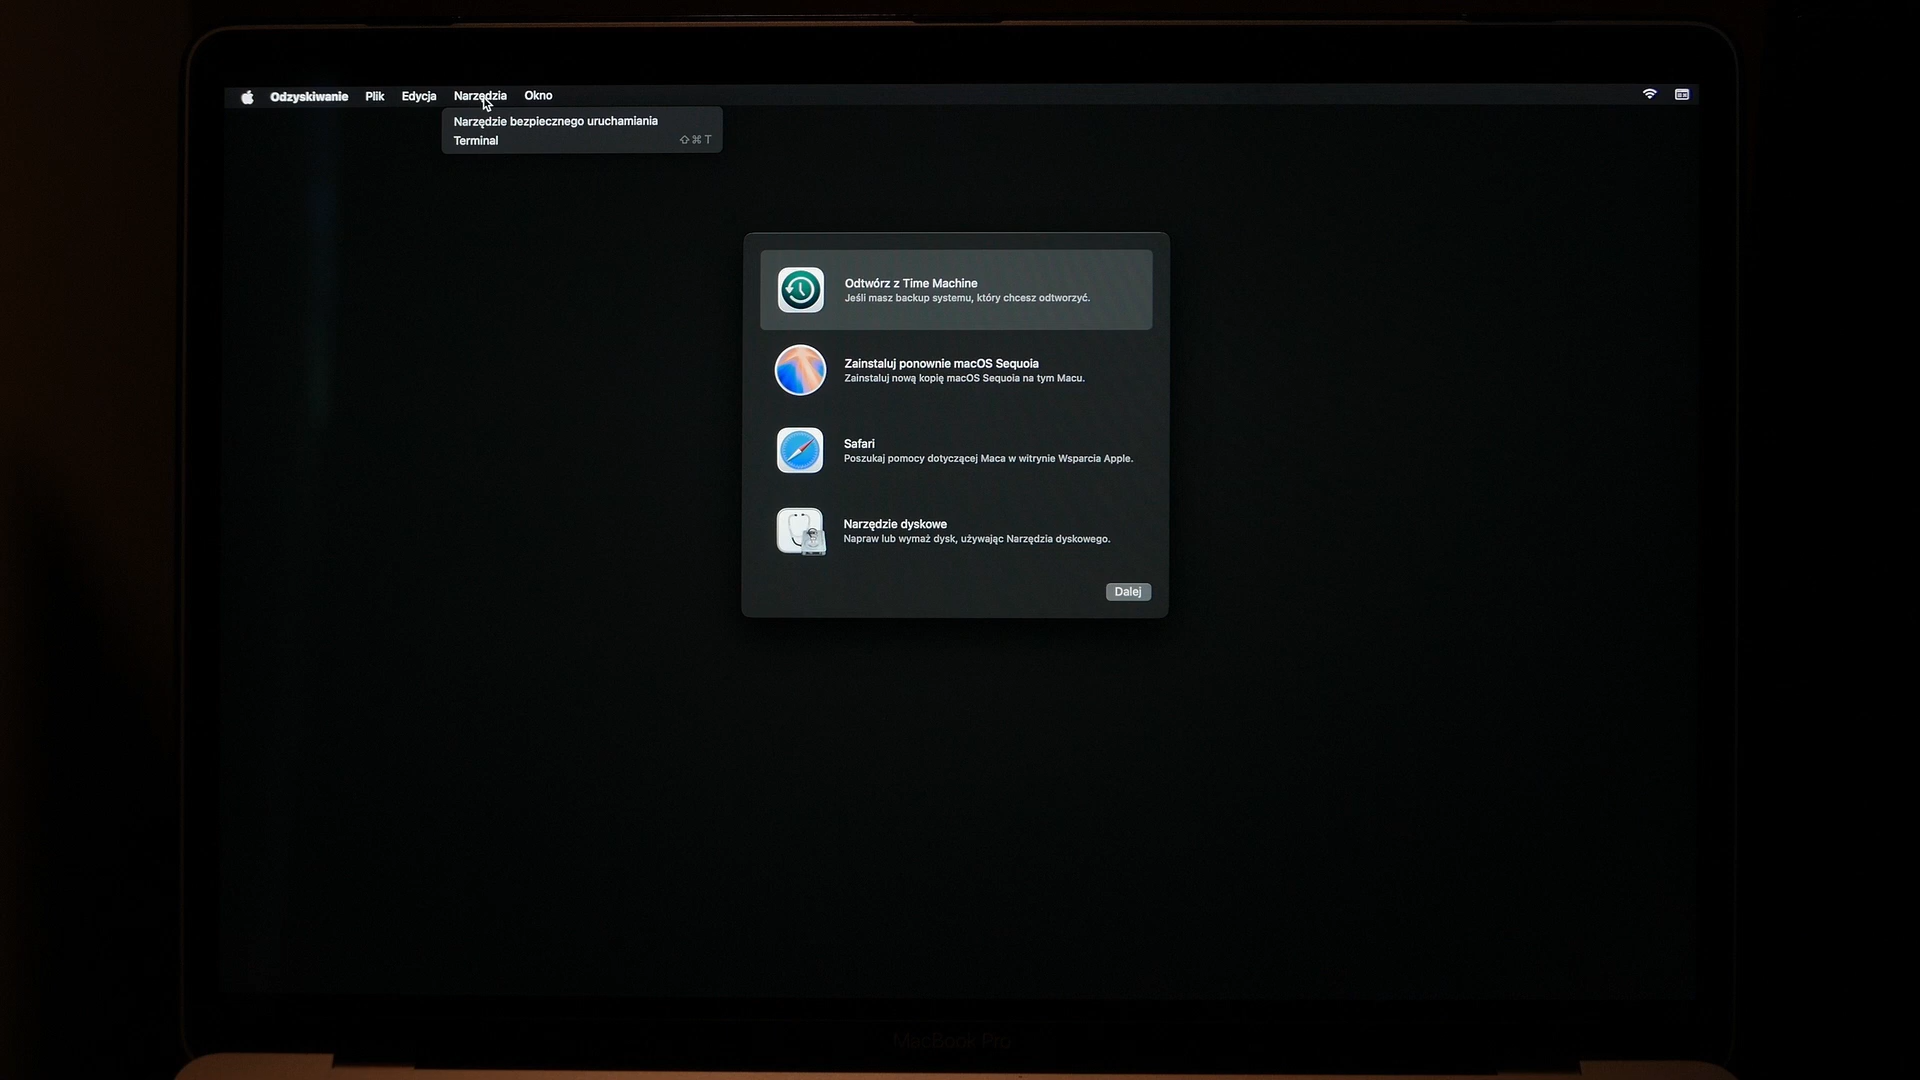 Odzyskiwanie Plik Edycja Narzędzia Okno
Narzędzie bezpiecznego uruchamiania
Terminal ⇧⌘T
Odtwórz z Time Machine
Jeśli masz backup systemu, który chcesz odtworzyć.
Zainstaluj ponownie macOS Sequoia
Zainstaluj nową kopię macOS Sequoia na tym Macu.
Safari
Poszukaj pomocy dotyczącej Maca w witrynie Wsparcia Apple.
Narzędzie dyskowe
Napraw lub wymaż dysk, używając Narzędzia dyskowego.
Dalej
MacBook Pro